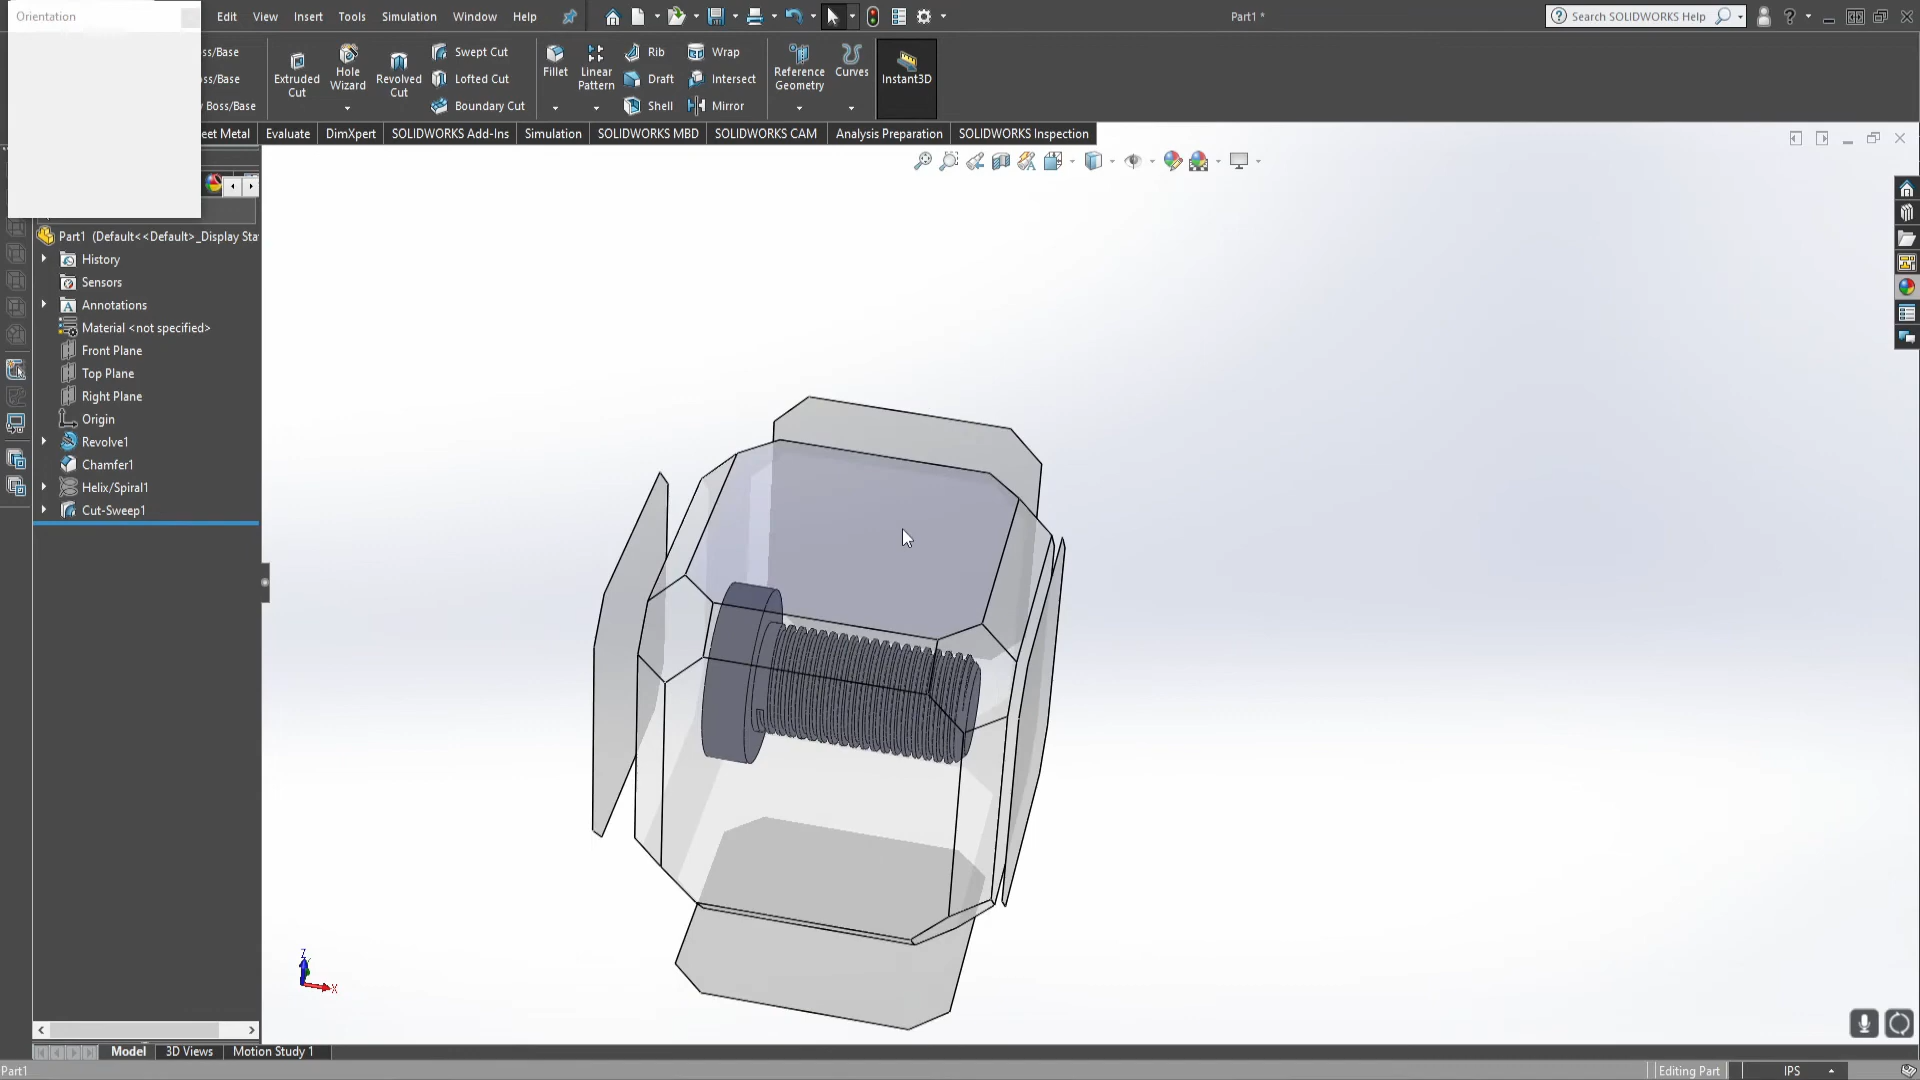 Orientation
Edit View Insert Tools Simulation Window Help
Part1 *
Search SOLIDWORKS Help
ss/Base
ss/Base
y Boss/Base
Extruded Cut
Hole Wizard
Revolved Cut
Swept Cut
Lofted Cut
Boundary Cut
Fillet
Linear Pattern
Rib
Draft
Shell
Wrap
Intersect
Mirror
Reference Geometry
Curves
Instant3D
eet Metal Evaluate DimXpert SOLIDWORKS Add-Ins Simulation SOLIDWORKS MBD SOLIDWORKS CAM Analysis Preparation SOLIDWORKS Inspection
Part1 (Default<<Default>_Display Sta
History
Sensors
Annotations
Material <not specified>
Front Plane
Top Plane
Right Plane
Origin
Revolve1
Chamfer1
Helix/Spiral1
Cut-Sweep1
Z
X
Model 3D Views Motion Study 1
Part1 Editing Part IPS